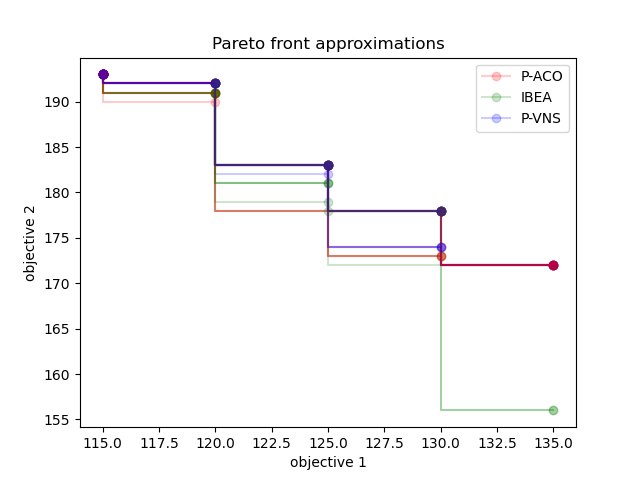 Pareto front approximations
objective 2
190
185
180
175
170
165
160
155
P-ACO
IBEA
P-VNS
115.0 117.5 120.0 122.5 125.0 127.5 130.0 132.5 135.0
objective 1